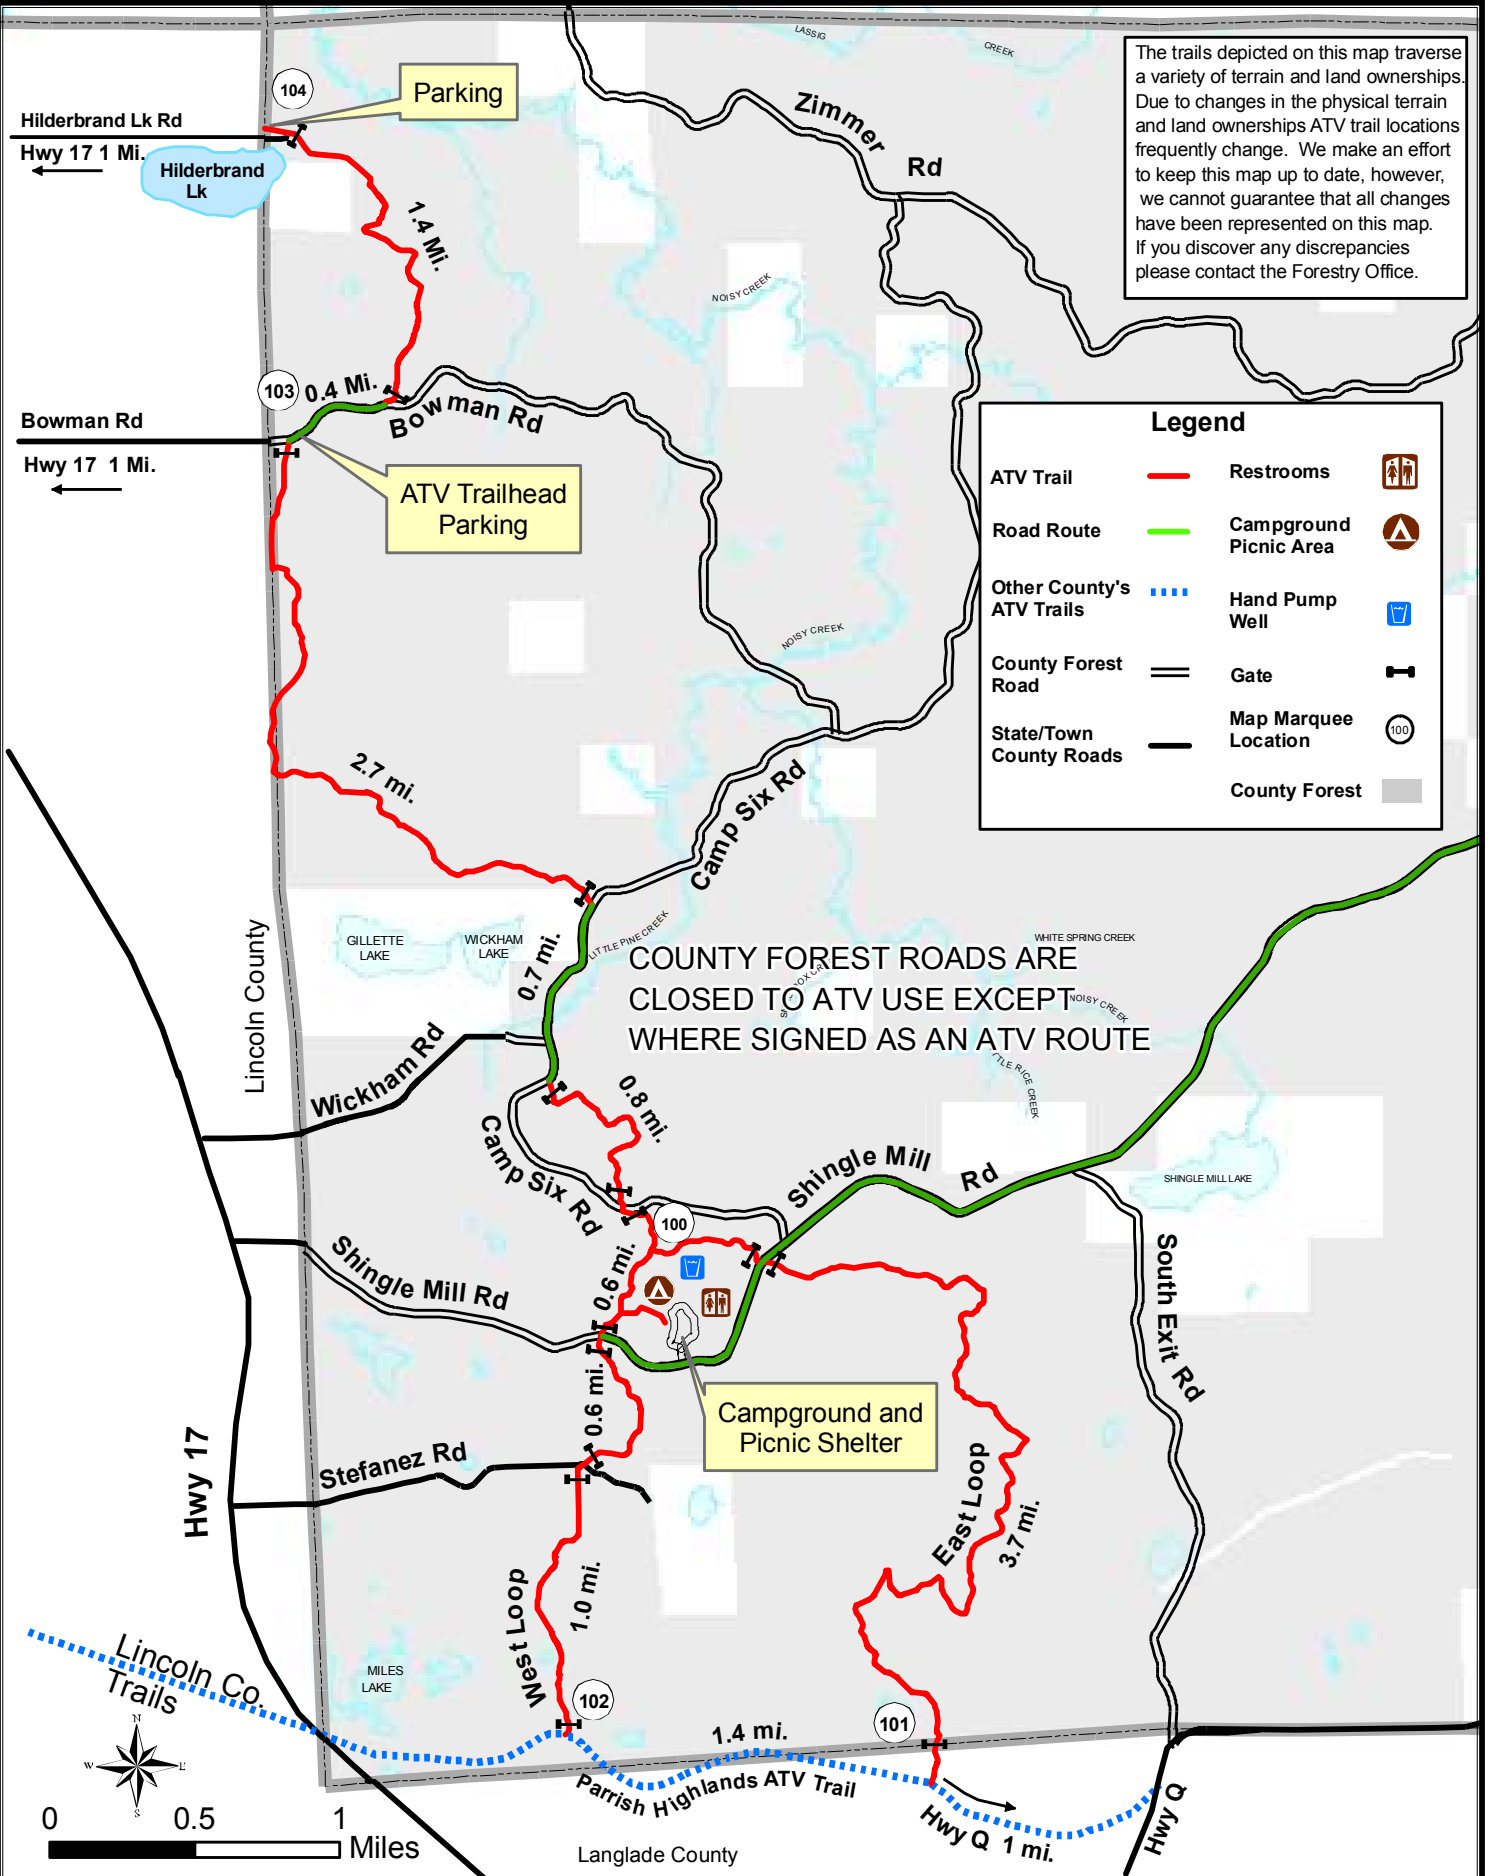 LASSIG
CREEK
The trails depicted on this map traverse
a variety of terrain and land ownerships.
Due to changes in the physical terrain
and land ownerships ATV trail locations
frequently change. We make an effort
to keep this map up to date, however,
we cannot guarantee that all changes
have been represented on this map.
If you discover any discrepancies
please contact the Forestry Office.
104
Parking
Hilderbrand Lk Rd
Hwy 17 1 Mi.
Hilderbrand
Lk
Zimmer
Rd
1.4 Mi.
NOISY CREEK
103
0.4 Mi.
Bowman Rd
Bowman Rd
Hwy 17 1 Mi.
ATV Trailhead
Parking
Legend
ATV Trail
Restrooms
Road Route
Campground
Picnic Area
Other County's
ATV Trails
Hand Pump
Well
County Forest
Road
Gate
State/Town
County Roads
Map Marquee
Location
100
County Forest
NOISY CREEK
2.7 mi.
Camp Six Rd
GILLETTE
LAKE
WICKHAM
LAKE
LITTLE PINE CREEK
0.7 mi.
Lincoln County
WHITE SPRING CREEK
COUNTY FOREST ROADS ARE
CLOSED TO ATV USE EXCEPT
WHERE SIGNED AS AN ATV ROUTE
NOISY CREEK
TLE RICE CREEK
Wickham Rd
0.8 mi.
Camp Six Rd
Shingle Mill
Rd
SHINGLE MILL LAKE
100
Shingle Mill Rd
0.6 mi.
South Exit Rd
0.6 mi.
Campground and
Picnic Shelter
Hwy 17
Stefanez Rd
East Loop
3.7 mi.
West Loop
1.0 mi.
Lincoln Co.
Trails
MILES
LAKE
102
101
1.4 mi.
Parrish Highlands ATV Trail
Hwy Q 1 mi.
Hwy Q
N
W
E
S
0 0.5 1
Miles
Langlade County